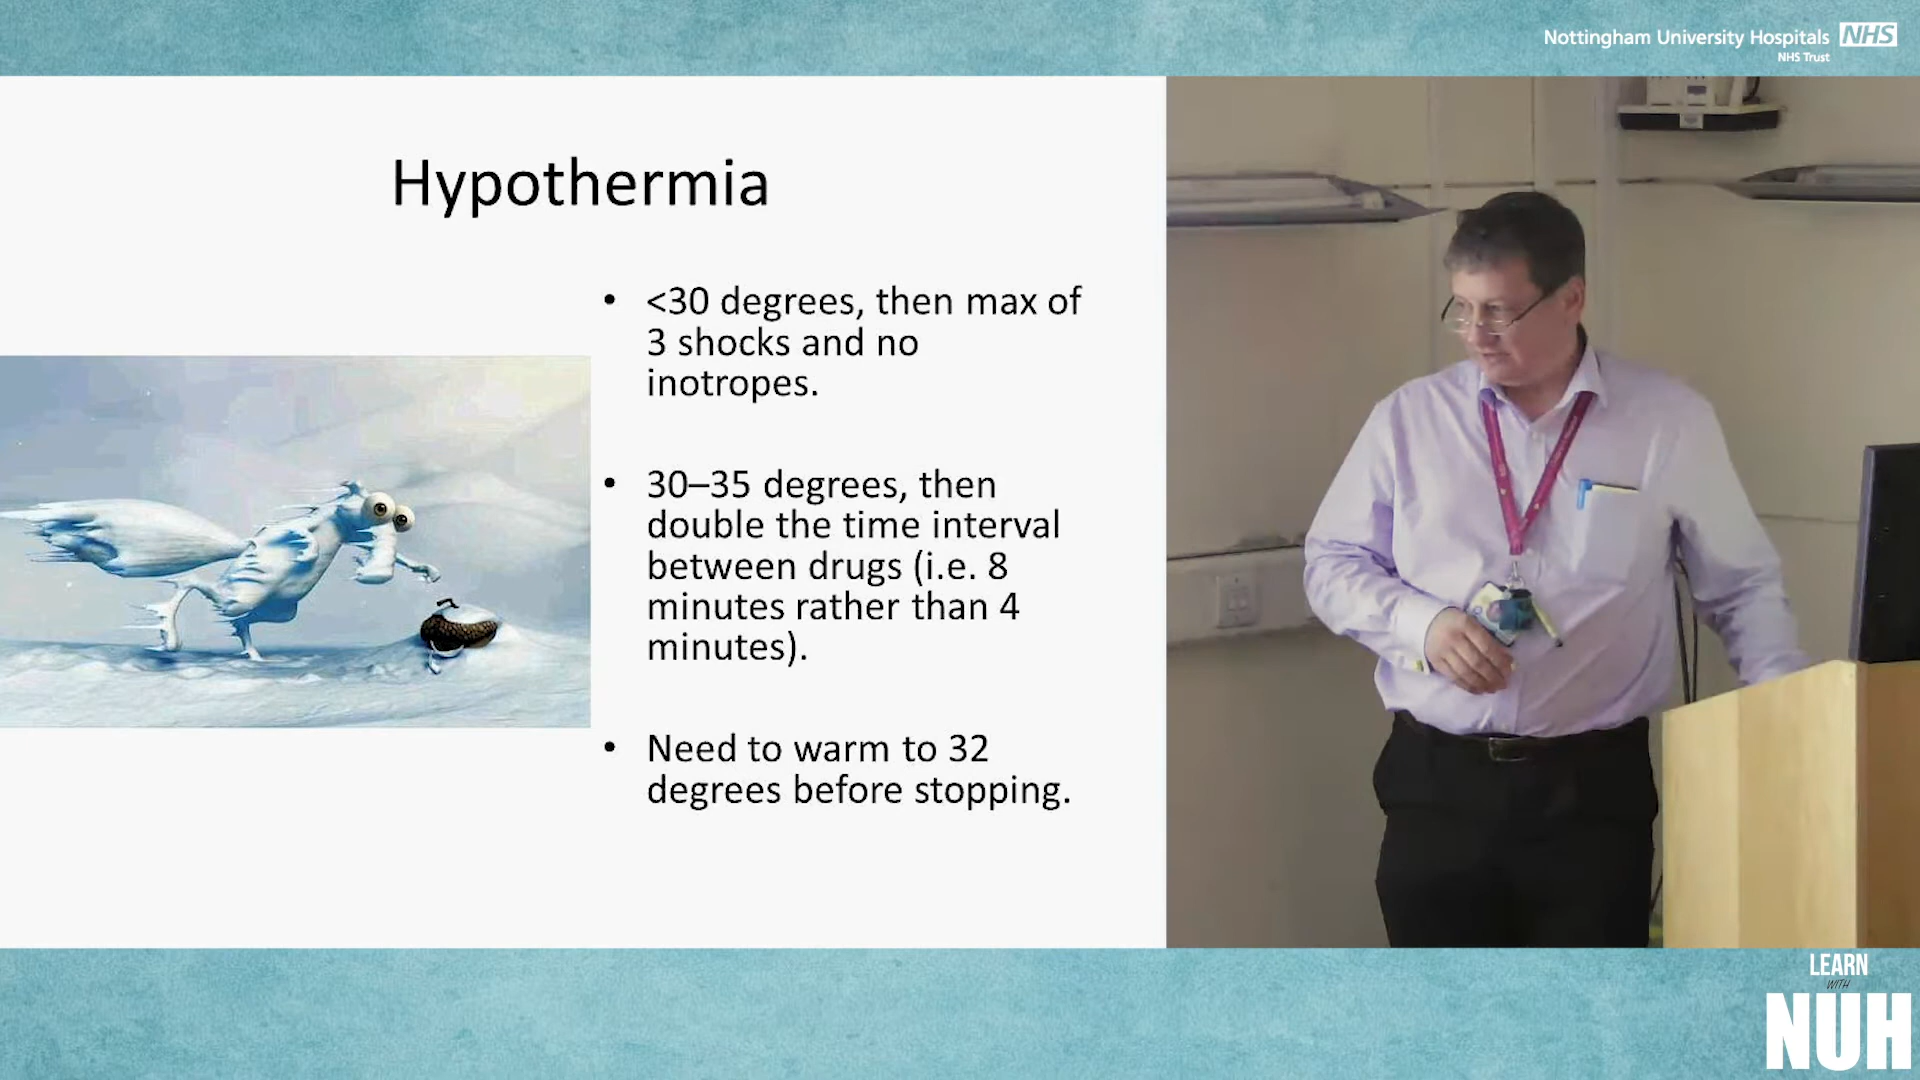 Nottingham University Hospitals NHS
NHS Trust
Hypothermia
• <30 degrees, then max of
3 shocks and no
inotropes.
• 30–35 degrees, then
double the time interval
between drugs (i.e. 8
minutes rather than 4
minutes).
• Need to warm to 32
degrees before stopping.
LEARN
WITH
NUH